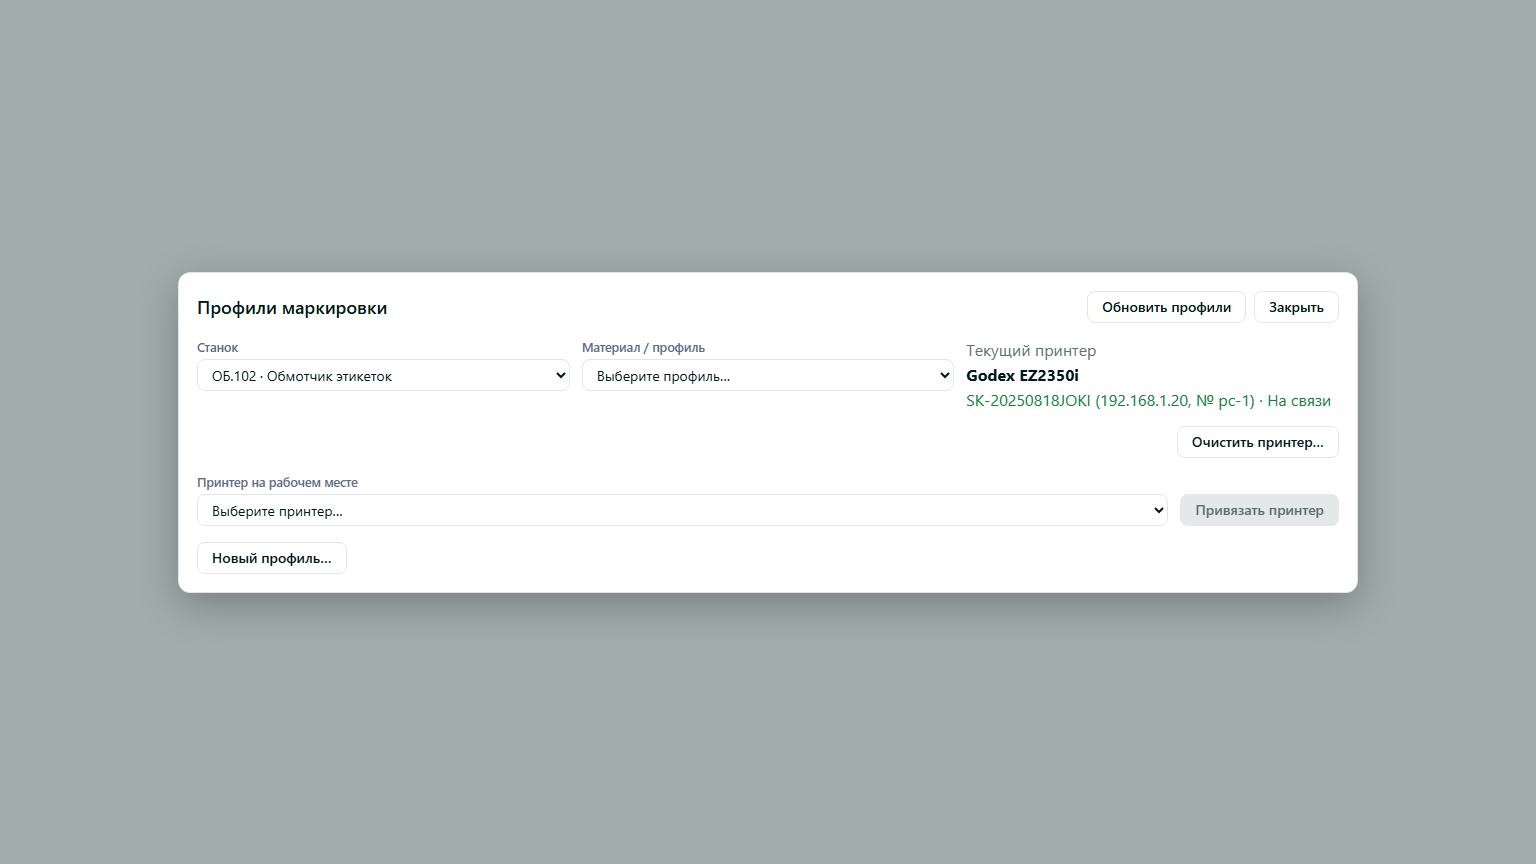 Профили маркировки
Обновить профили
Закрыть
Станок
ОБ.102 · Обмотчик этикеток
Материал / профиль
Выберите профиль...
Текущий принтер
Godex EZ2350i
SK-20250818JOKI (192.168.1.20, № pc-1) · На связи
Очистить принтер...
Принтер на рабочем месте
Выберите принтер...
Привязать принтер
Новый профиль...